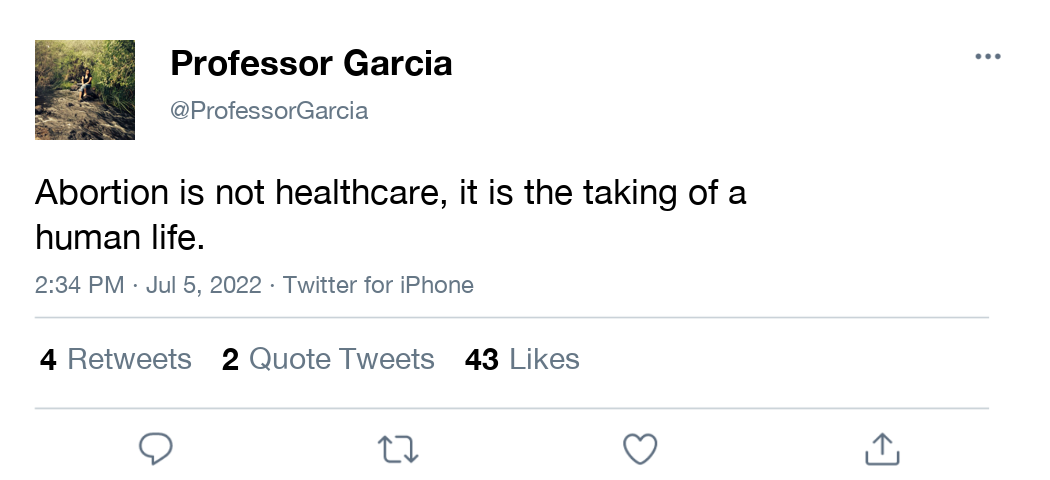 Professor Garcia
@ProfessorGarcia
Abortion is not healthcare, it is the taking of a
human life.
2:34 PM · Jul 5, 2022 · Twitter for iPhone
4 Retweets 2 Quote Tweets 43 Likes